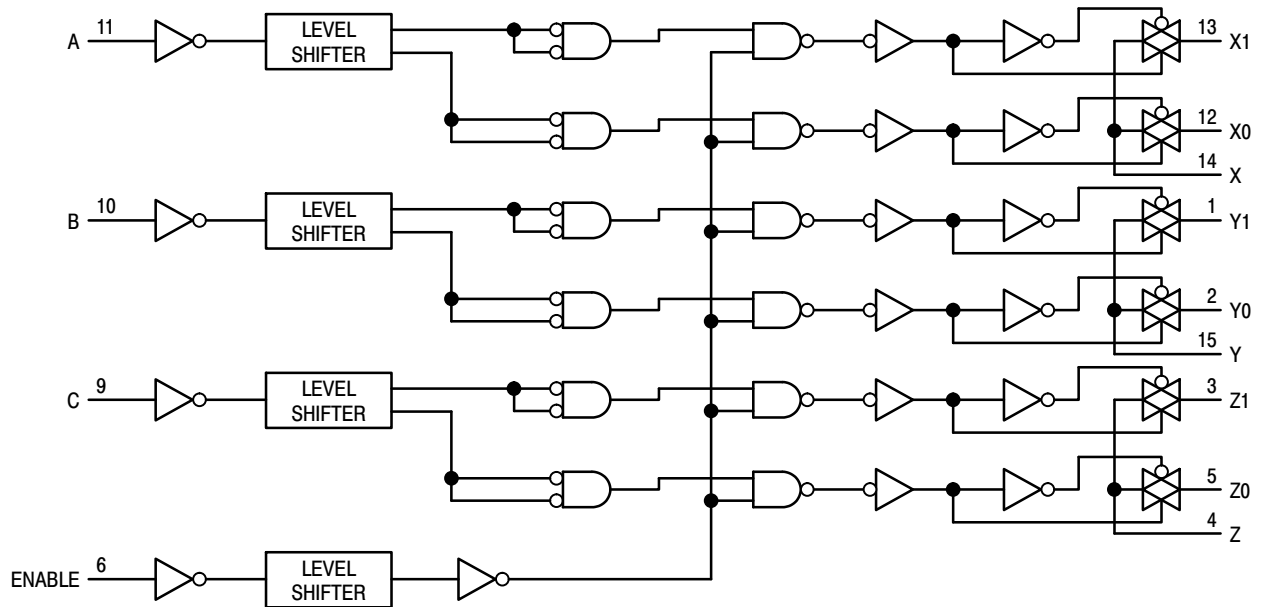 A 11
LEVEL
SHIFTER
13 X1
12 X0
14 X
B 10
LEVEL
SHIFTER
1 Y1
2 Y0
15 Y
C 9
LEVEL
SHIFTER
3 Z1
5 Z0
4 Z
ENABLE 6
LEVEL
SHIFTER